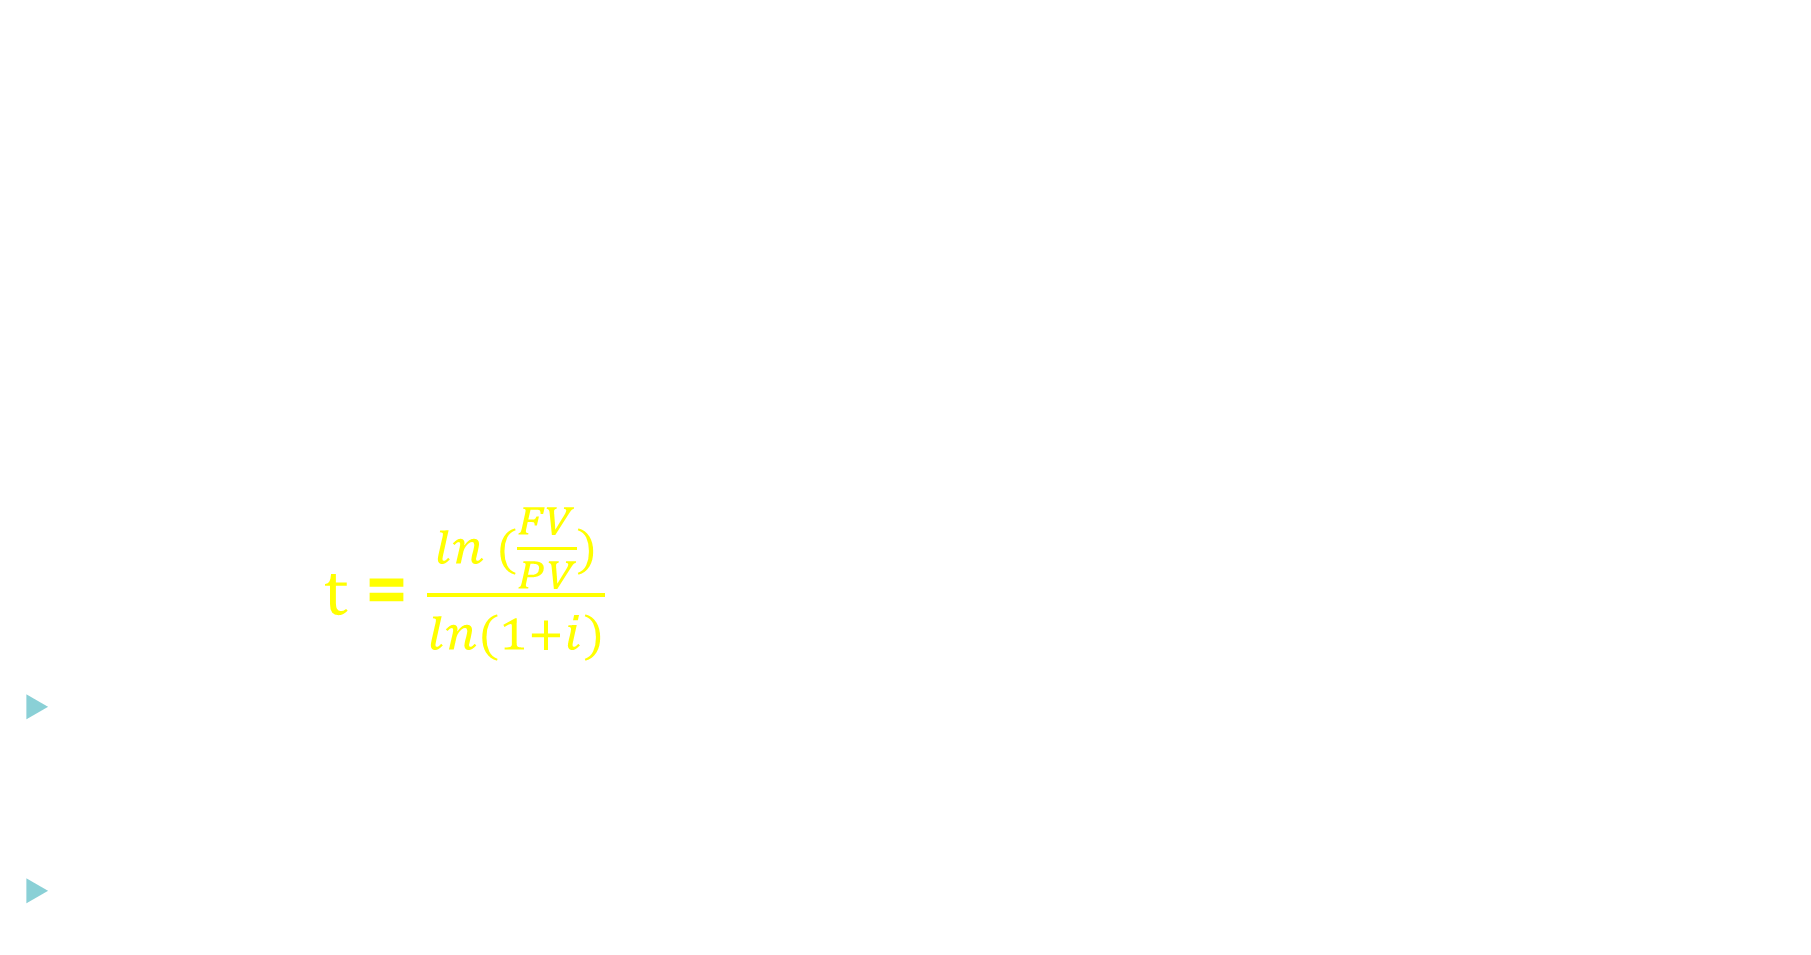 t = ln (FV/PV) / ln(1+i)